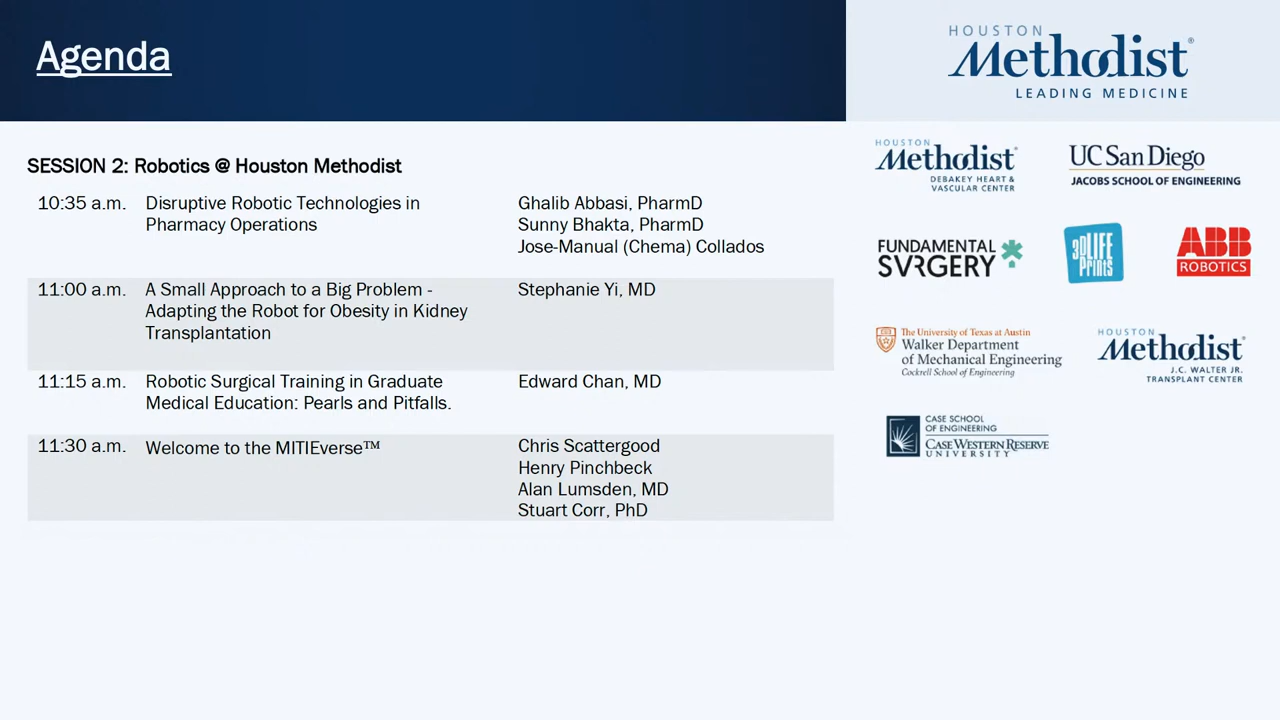 Agenda
HOUSTON
Methodist®
LEADING MEDICINE
SESSION 2: Robotics @ Houston Methodist
10:35 a.m. Disruptive Robotic Technologies in Ghalib Abbasi, PharmD
Pharmacy Operations Sunny Bhakta, PharmD
Jose-Manual (Chema) Collados
11:00 a.m. A Small Approach to a Big Problem - Stephanie Yi, MD
Adapting the Robot for Obesity in Kidney
Transplantation
11:15 a.m. Robotic Surgical Training in Graduate Edward Chan, MD
Medical Education: Pearls and Pitfalls.
11:30 a.m. Welcome to the MITIEverse™ Chris Scattergood
Henry Pinchbeck
Alan Lumsden, MD
Stuart Corr, PhD
HOUSTON
Methodist®
DEBAKEY HEART &
VASCULAR CENTER
UC San Diego
JACOBS SCHOOL OF ENGINEERING
FUNDAMENTAL
SVRGERY
3DLIFE
PRINTS
ABB
ROBOTICS
The University of Texas at Austin
Walker Department
of Mechanical Engineering
Cockrell School of Engineering
HOUSTON
Methodist®
J.C. WALTER JR.
TRANSPLANT CENTER
CASE SCHOOL
OF ENGINEERING
CASE WESTERN RESERVE
UNIVERSITY